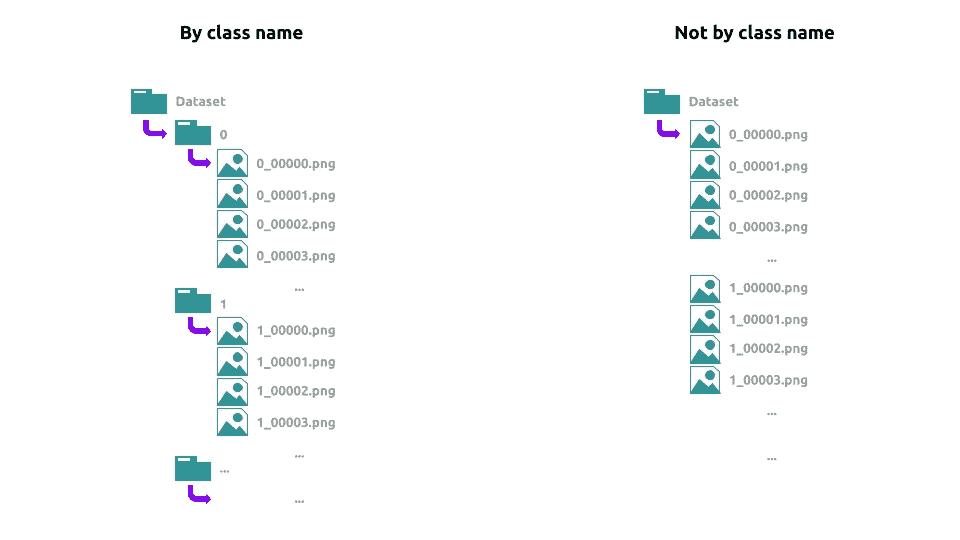 By class name
Dataset
0
0_00000.png
0_00001.png
0_00002.png
0_00003.png
...
1
1_00000.png
1_00001.png
1_00002.png
1_00003.png
...
...
...
Not by class name
Dataset
0_00000.png
0_00001.png
0_00002.png
0_00003.png
...
1_00000.png
1_00001.png
1_00002.png
1_00003.png
...
...